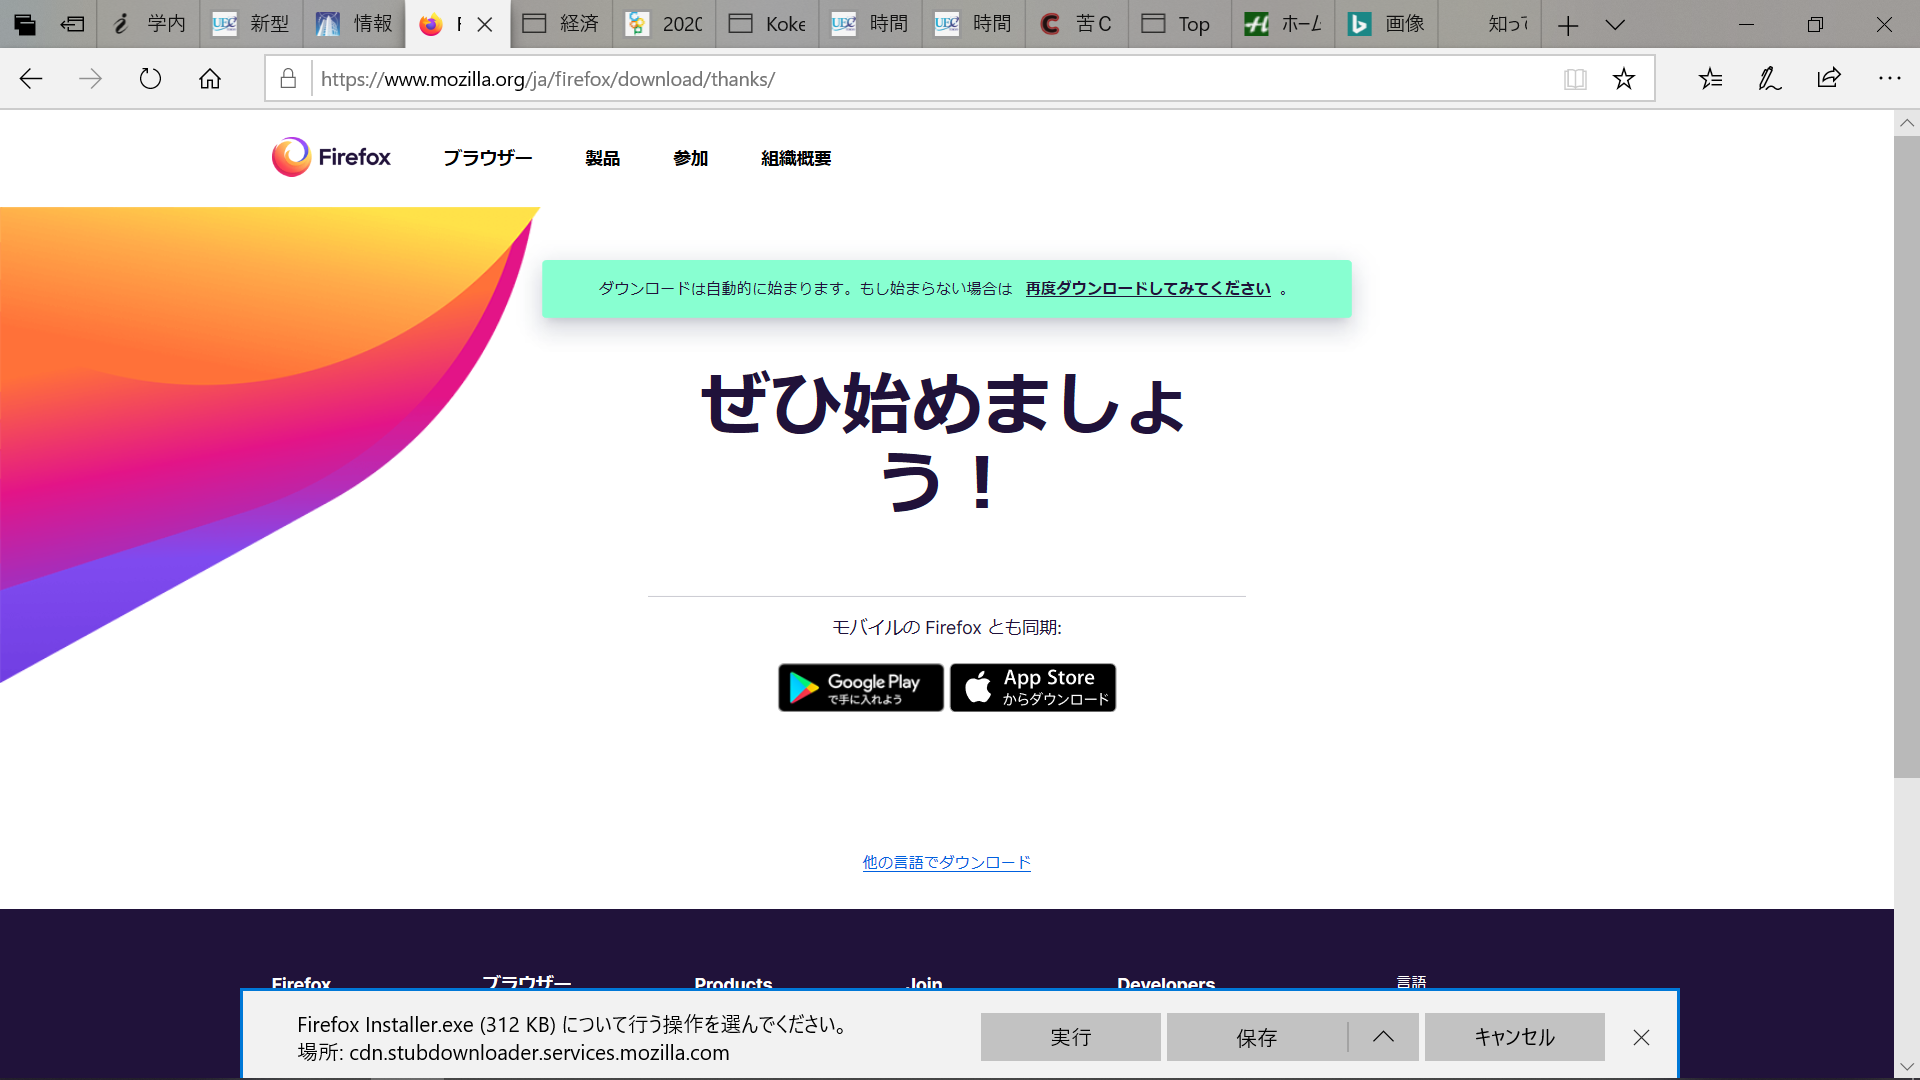 学内
新型
情報
F
経済
202C
Koke
時間
時間
苦C
Top
ホーム
画像
知って
https://www.mozilla.org/ja/firefox/download/thanks/
Firefox
ブラウザー
製品
参加
組織概要
ダウンロードは自動的に始まります。もし始まらない場合は 再度ダウンロードしてみてください 。
ぜひ始めましょ
う！
モバイルの Firefox とも同期:
Google Play
で手に入れよう
App Store
からダウンロード
他の言語でダウンロード
Firefox
ブラウザー
Products
Join
Developers
言語
Firefox Installer.exe (312 KB) について行う操作を選んでください。
場所: cdn.stubdownloader.services.mozilla.com
実行
保存
キャンセル